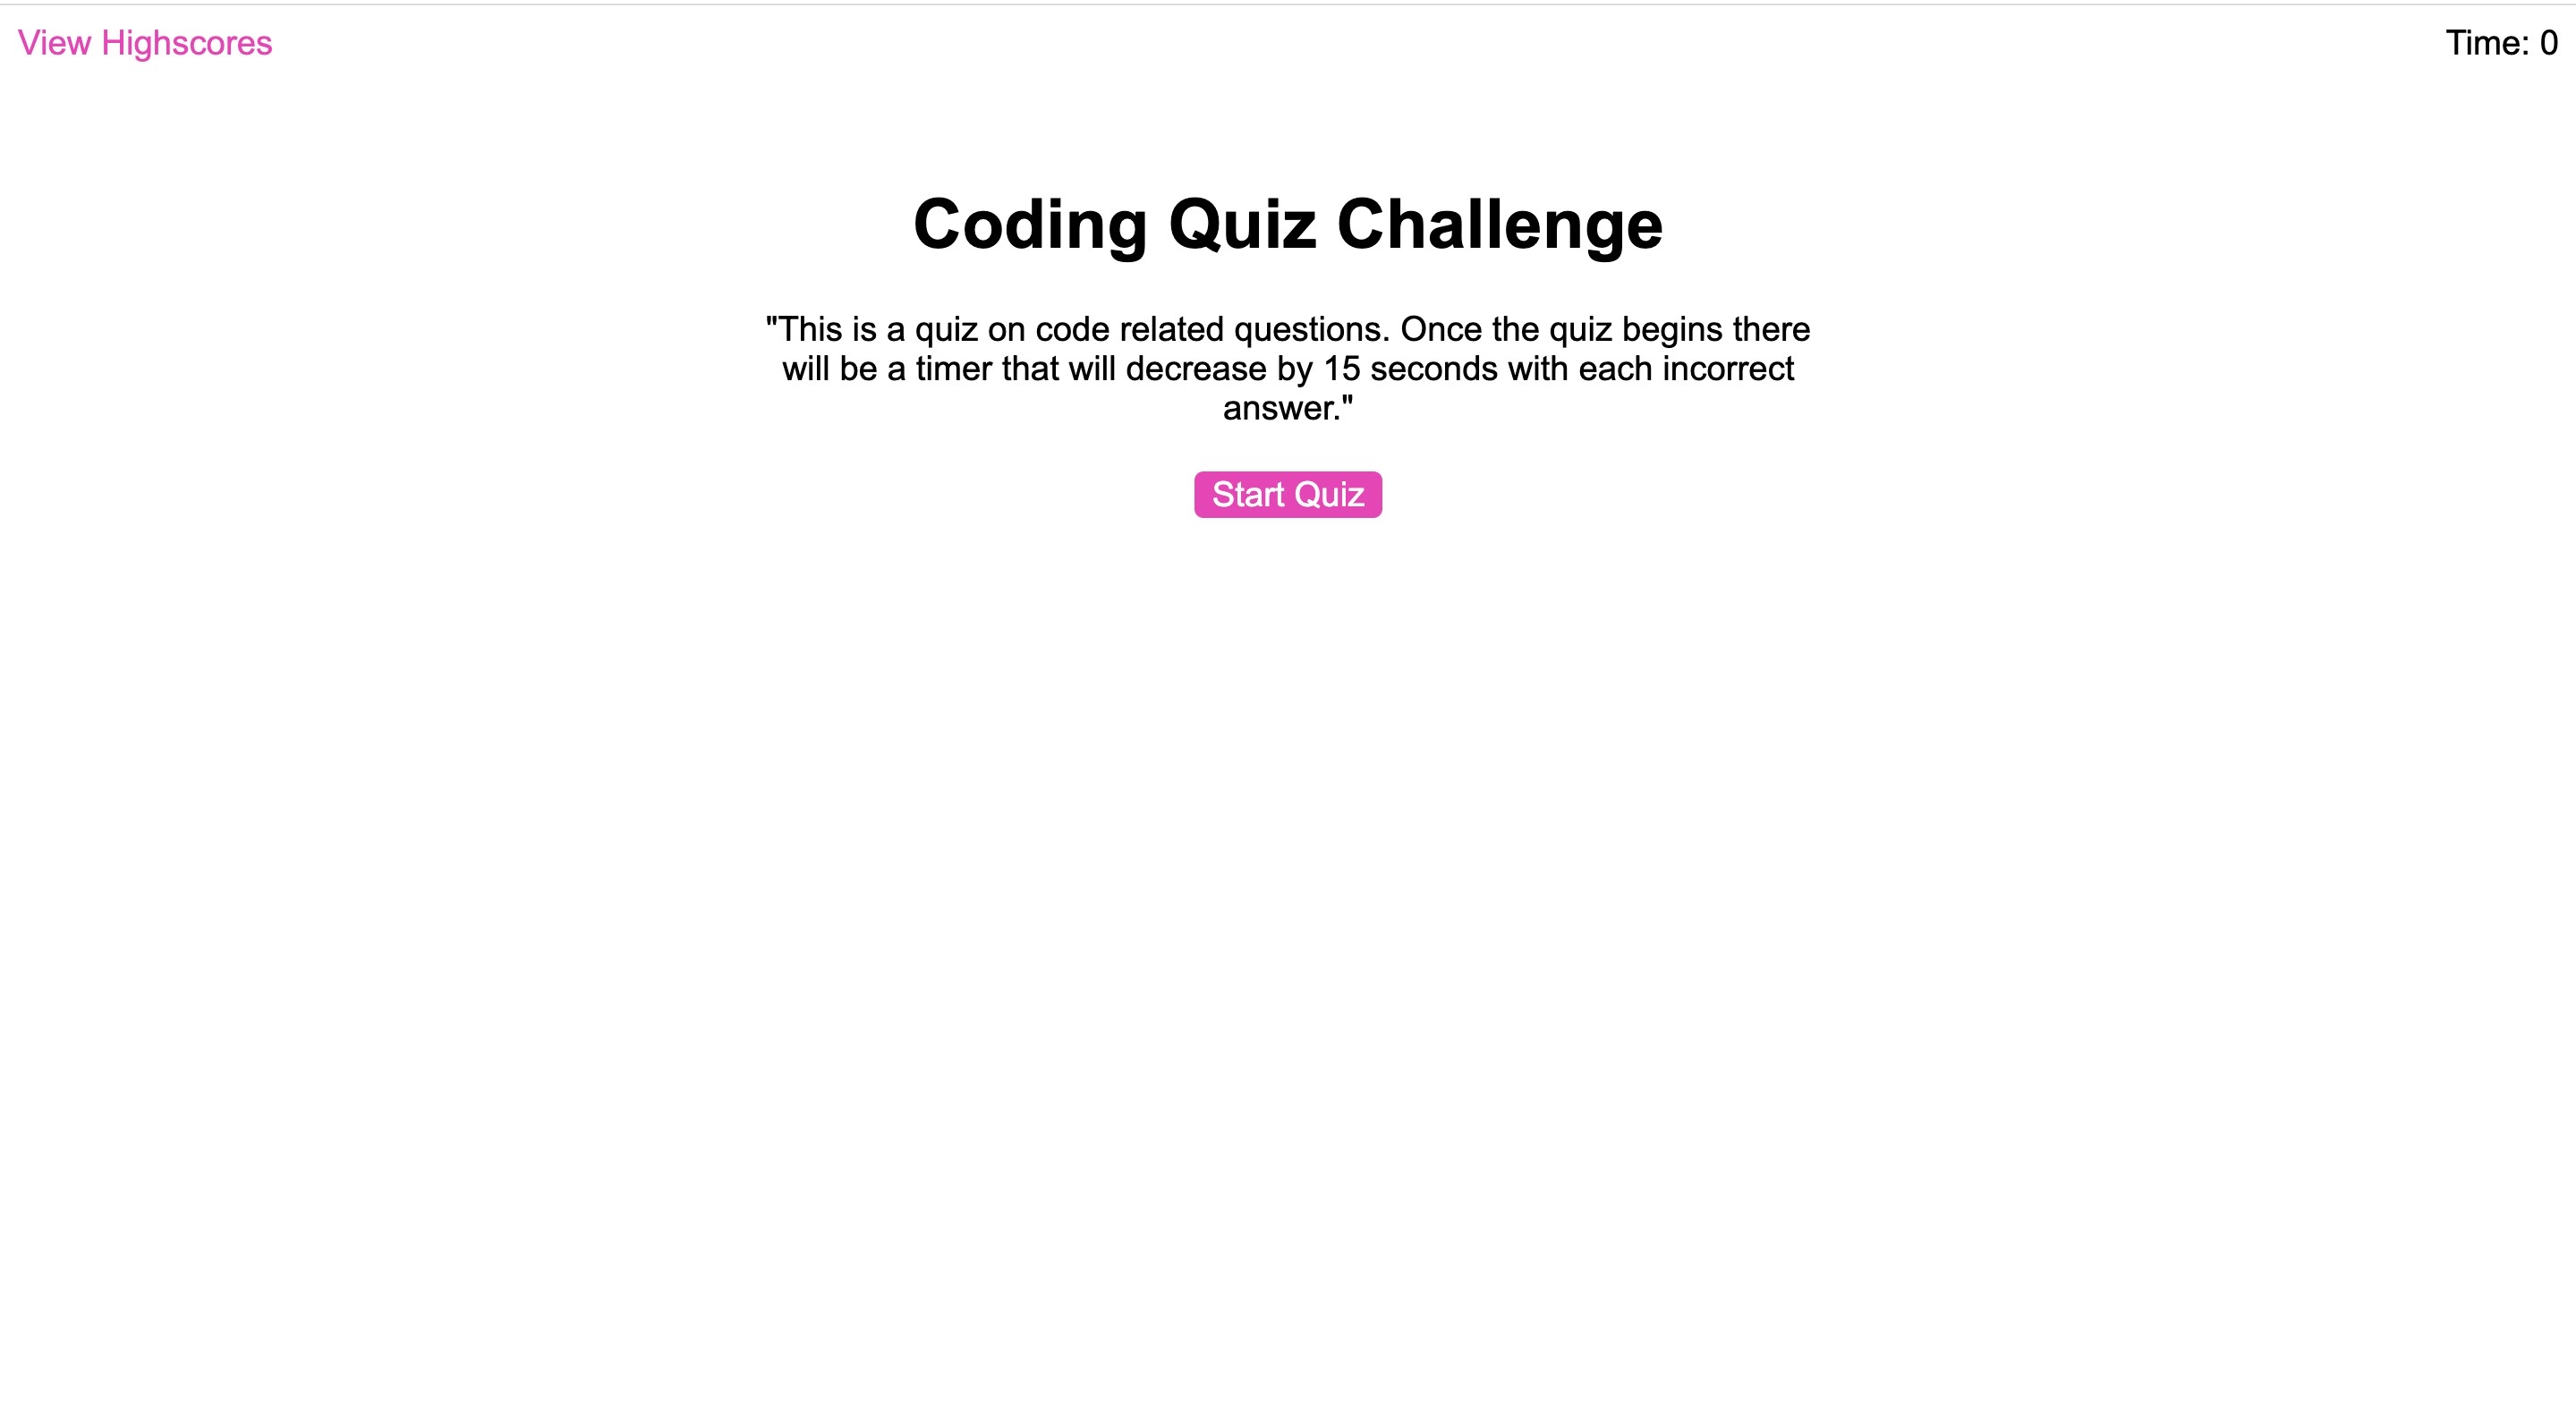 View Highscores
Time: 0
Coding Quiz Challenge
"This is a quiz on code related questions. Once the quiz begins there
will be a timer that will decrease by 15 seconds with each incorrect
answer."
Start Quiz